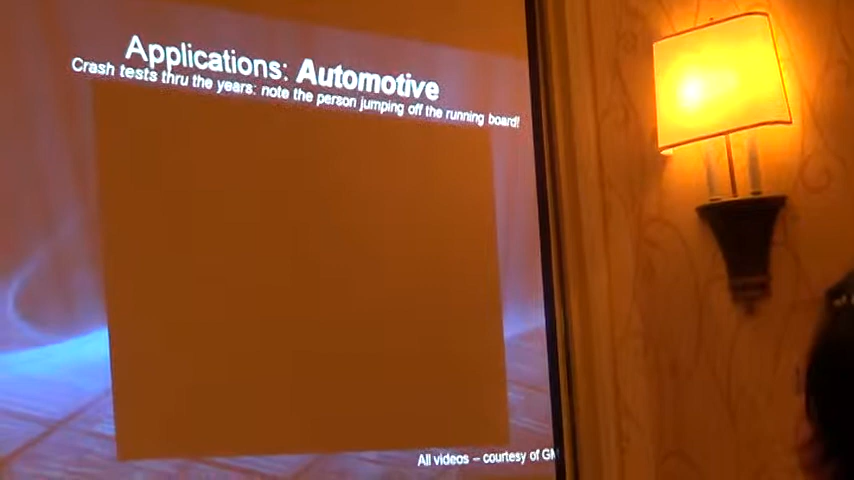 Applications: Automotive
Crash tests thru the years: note the person jumping off the running board!
All videos – courtesy of GM